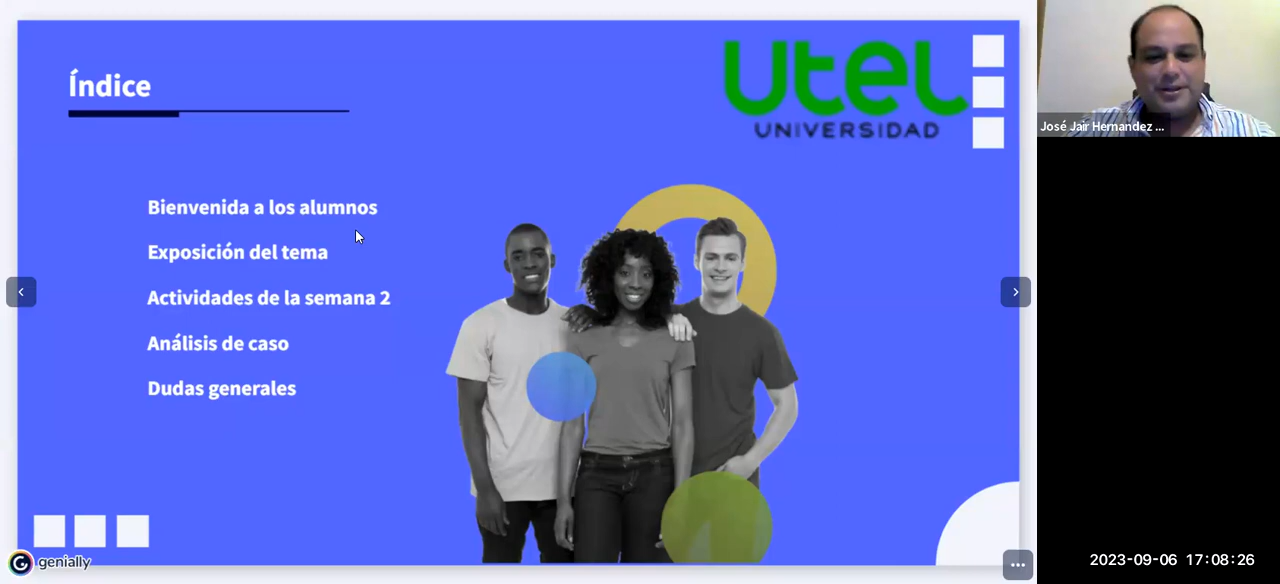 Índice
utel
UNIVERSIDAD
Bienvenida a los alumnos
Exposición del tema
Actividades de la semana 2
Análisis de caso
Dudas generales
genially
José Jair Hernandez ...
2023-09-06 17:08:26